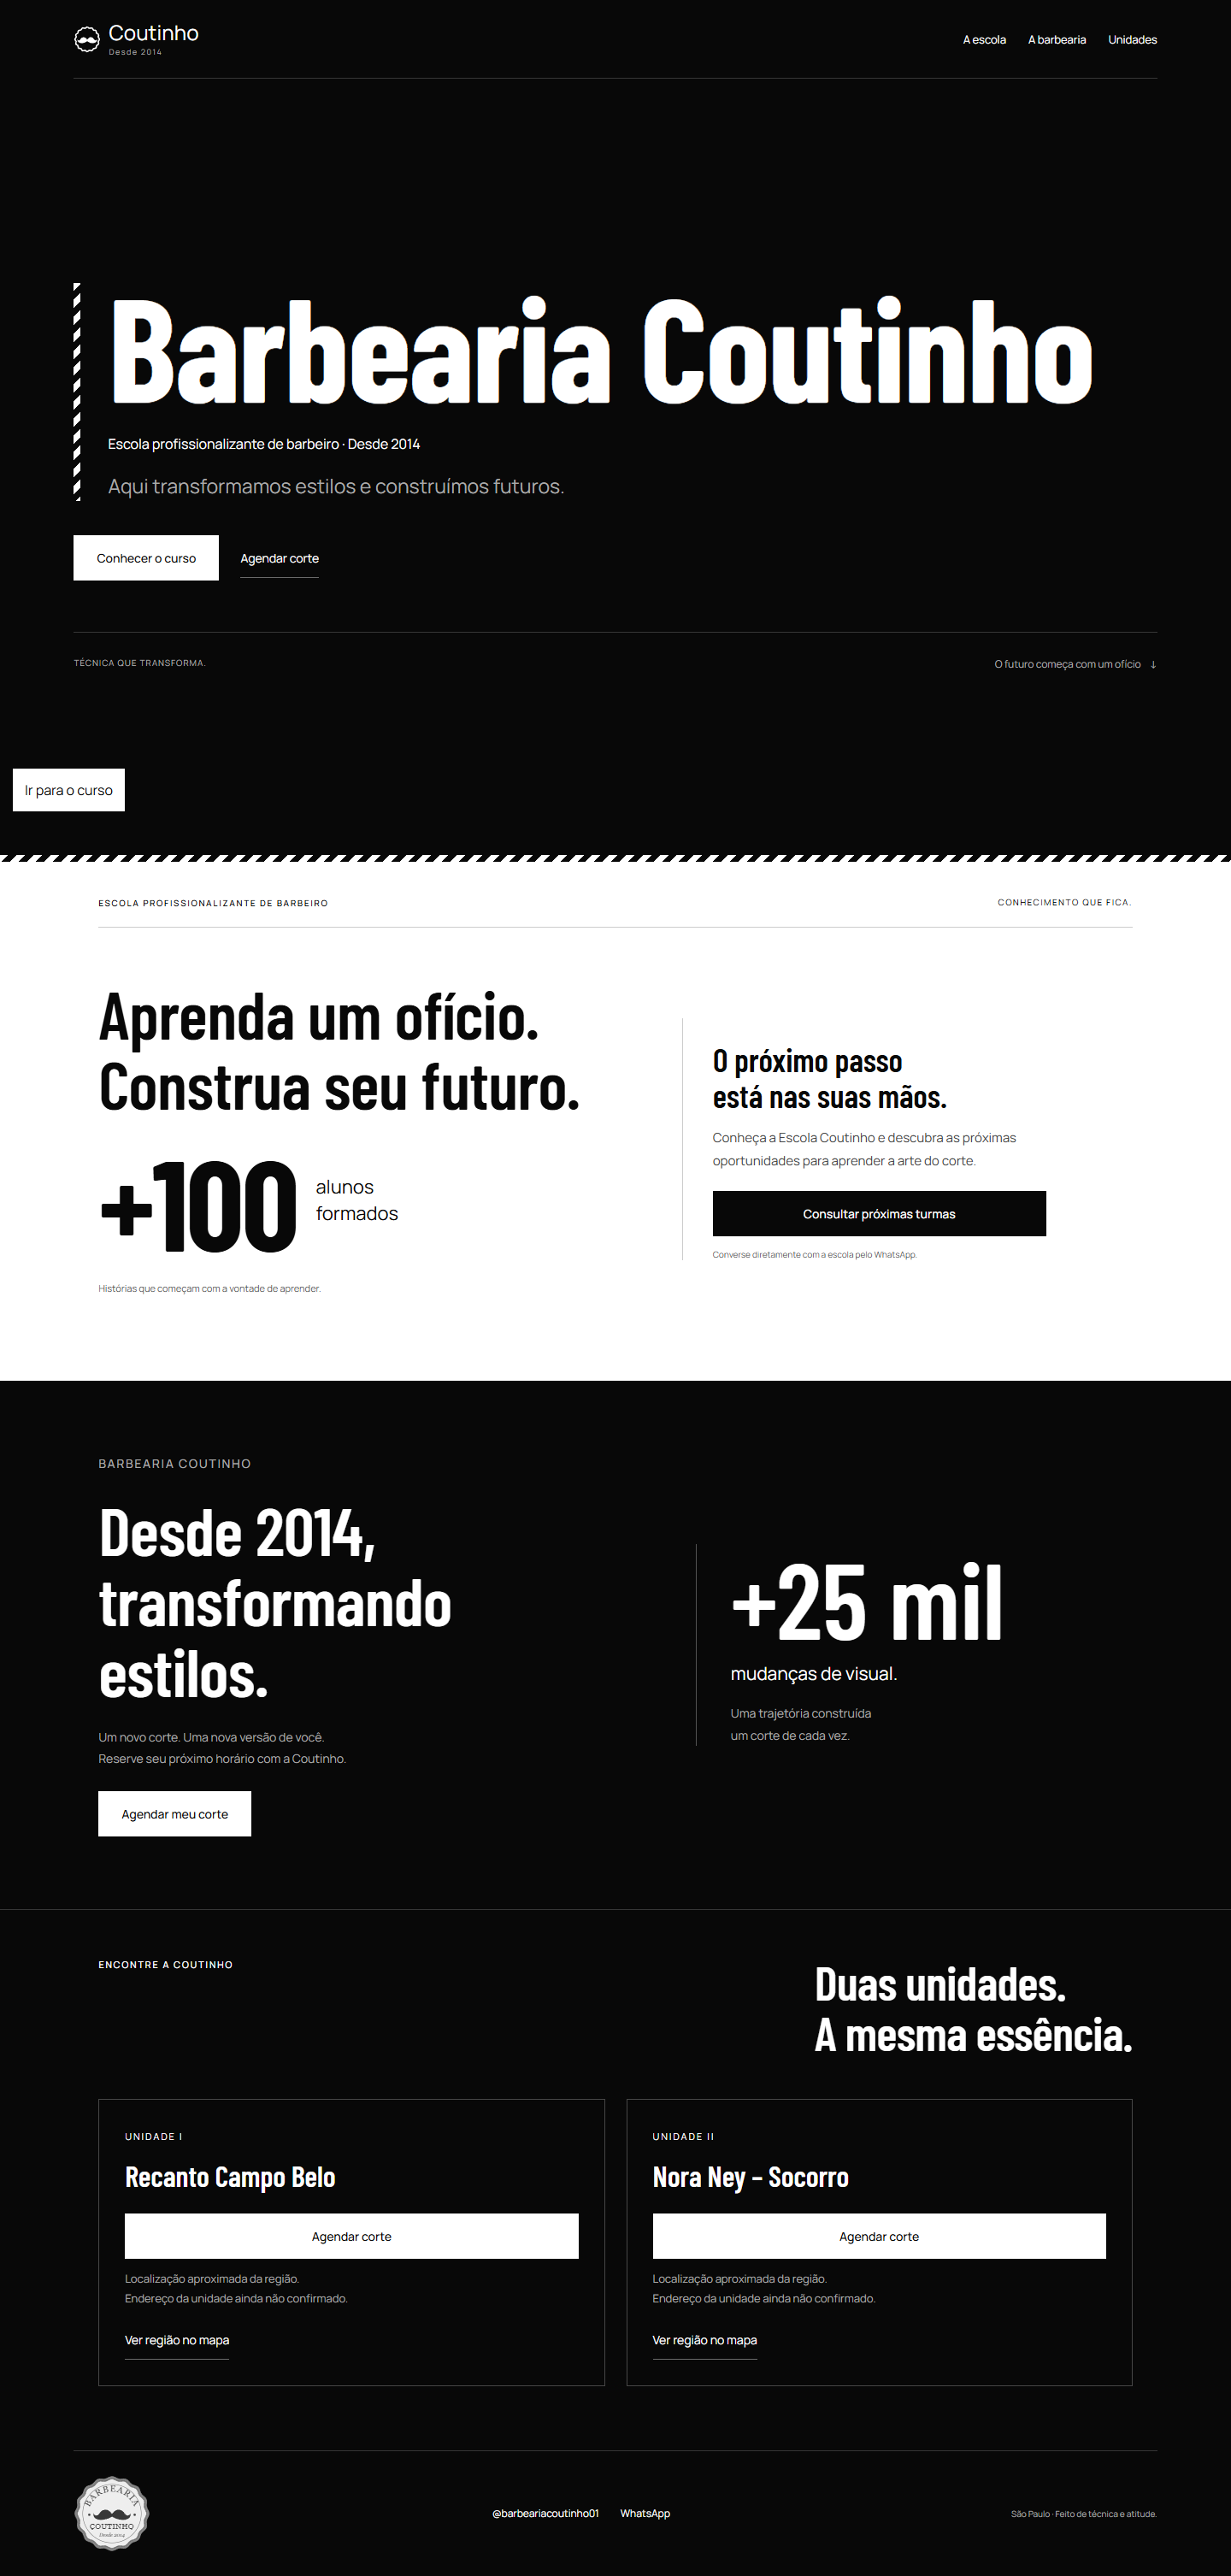 Coutinho
Desde 2014
A escola
A barbearia
Unidades
Barbearia Coutinho
Escola profissionalizante de barbeiro · Desde 2014
Aqui transformamos estilos e construímos futuros.
Conhecer o curso
Agendar corte
TÉCNICA QUE TRANSFORMA.
O futuro começa com um ofício ↓
Ir para o curso
ESCOLA PROFISSIONALIZANTE DE BARBEIRO
CONHECIMENTO QUE FICA.
Aprenda um ofício.
Construa seu futuro.
+100
alunos
formados
Histórias que começam com a vontade de aprender.
O próximo passo
está nas suas mãos.
Conheça a Escola Coutinho e descubra as próximas
oportunidades para aprender a arte do corte.
Consultar próximas turmas
Converse diretamente com a escola pelo WhatsApp.
BARBEARIA COUTINHO
Desde 2014,
transformando
estilos.
Um novo corte. Uma nova versão de você.
Reserve seu próximo horário com a Coutinho.
Agendar meu corte
+25 mil
mudanças de visual.
Uma trajetória construída
um corte de cada vez.
ENCONTRE A COUTINHO
Duas unidades.
A mesma essência.
UNIDADE I
Recanto Campo Belo
Agendar corte
Localização aproximada da região.
Endereço da unidade ainda não confirmado.
Ver região no mapa
UNIDADE II
Nora Ney – Socorro
Agendar corte
Localização aproximada da região.
Endereço da unidade ainda não confirmado.
Ver região no mapa
BARBEARIA
COUTINHO
Desde 2014
@barbeariacoutinho01
WhatsApp
São Paulo · Feito de técnica e atitude.